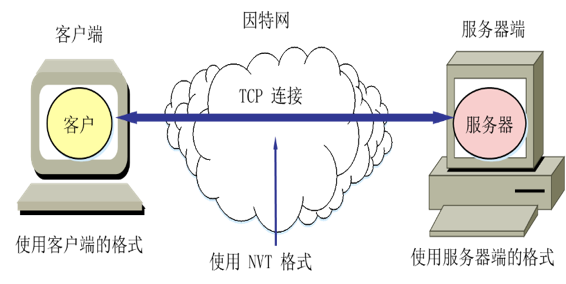 因特网
客户端
服务器端
TCP 连接
客户
服务器
使用客户端的格式
使用 NVT 格式
使用服务器端的格式